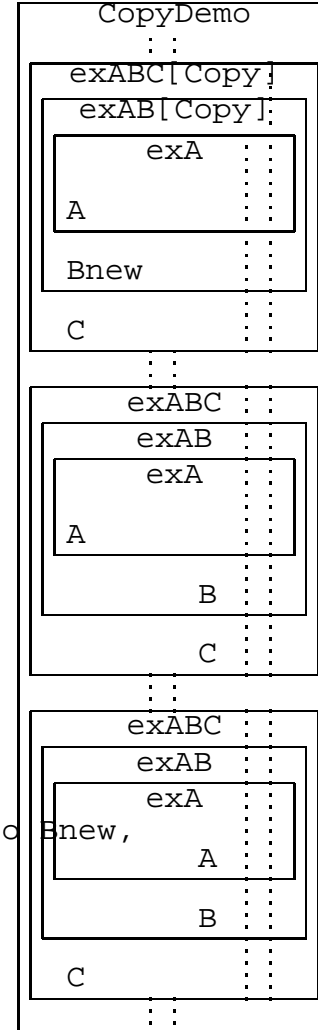 CopyDemo
exABC[Copy]
exAB[Copy]
exA
A
Bnew
C
exABC
exAB
exA
A
B
C
exABC
exAB
exA
o Bnew,
A
B
C